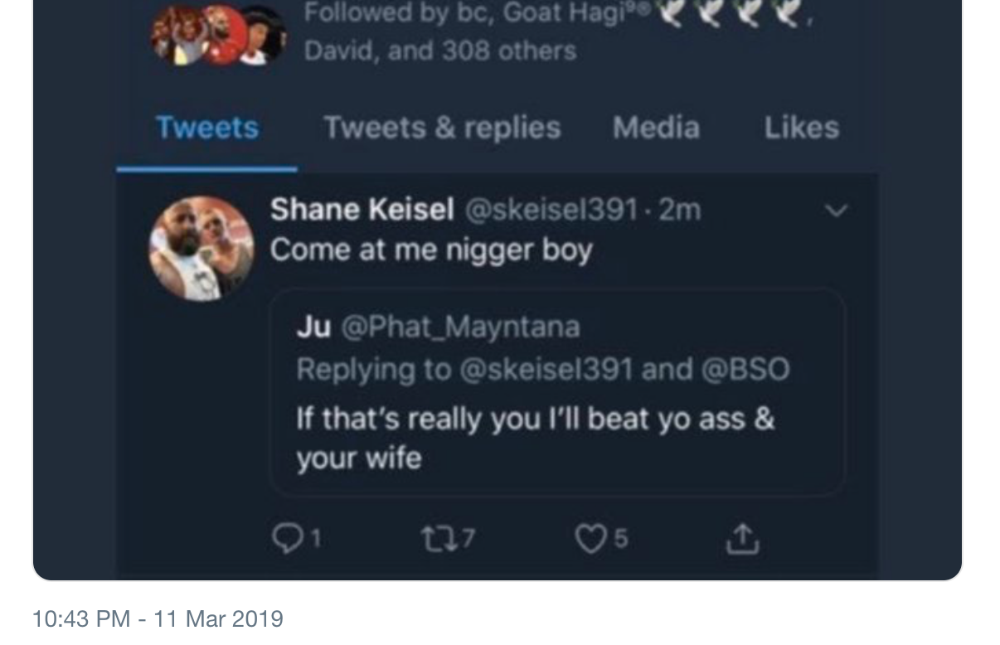 Followed by bc, Goat Hagi⁹®🕊🕊🕊🕊,
David, and 308 others
Tweets Tweets & replies Media Likes
Shane Keisel @skeisel391 · 2m
Come at me nigger boy
Ju @Phat_Mayntana
Replying to @skeisel391 and @BSO
If that's really you I'll beat yo ass &
your wife
1 7 5
10:43 PM - 11 Mar 2019